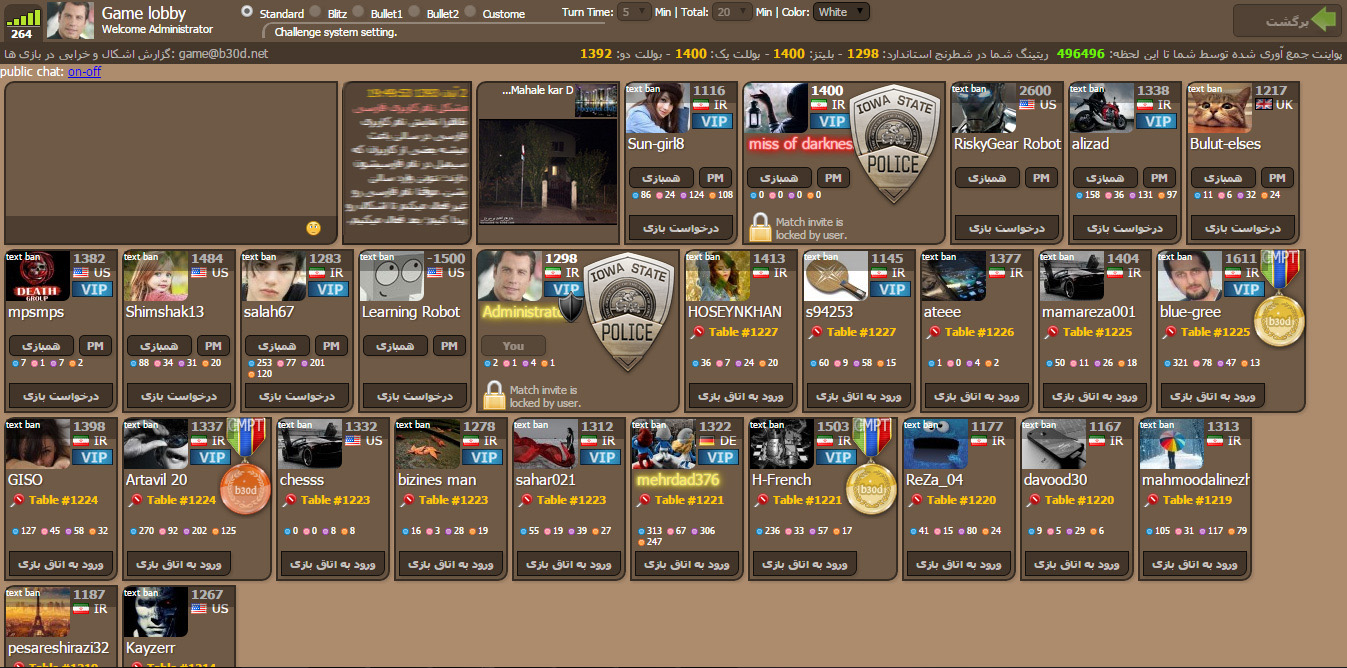 264
Game lobby
Welcome Administrator
Standard Blitz Bullet1 Bullet2 Custome
Challenge system setting.
Turn Time: 5 Min | Total: 20 Min | Color: White
برگشت
پواینت جمع آوری شده توسط شما تا این لحظه: 496496 ریتینگ شما در شطرنج استاندارد: 1298 - بلیتز: 1400 - بولت یک: 1400 - بولت دو: 1392
گزارش اشکال و خرابی در بازی ها: game@b30d.net
public chat: on-off
...Mahale kar D
text ban 1116
IR
VIP
Sun-girl8
همبازی PM
86 24 124 108
درخواست بازی
1400
IR
VIP
miss of darknes
همبازی PM
0 0 0 0
Match invite is
locked by user.
IOWA STATE
POLICE
text ban 2600
US
RiskyGear Robot
همبازی PM
درخواست بازی
text ban 1338
IR
VIP
alizad
همبازی PM
158 36 131 97
درخواست بازی
text ban 1217
UK
Bulut-elses
همبازی PM
11 6 32 24
درخواست بازی
text ban 1382
US
VIP
DEATH
GROUP
mpsmps
همبازی PM
7 1 7 2
درخواست بازی
text ban 1484
US
Shimshak13
همبازی PM
88 34 31 20
درخواست بازی
text ban 1283
IR
VIP
salah67
همبازی PM
253 77 201
120
درخواست بازی
text ban -1500
US
Learning Robot
همبازی PM
درخواست بازی
1298
IR
VIP
Administrato
You
2 1 4 1
Match invite is
locked by user.
IOWA STATE
POLICE
text ban 1413
IR
HOSEYNKHAN
Table #1227
36 7 24 20
ورود به اتاق بازی
text ban 1145
IR
VIP
s94253
Table #1227
60 9 58 15
ورود به اتاق بازی
text ban 1377
IR
ateee
Table #1226
1 0 4 2
ورود به اتاق بازی
text ban 1404
IR
mamareza001
Table #1225
50 11 26 18
ورود به اتاق بازی
text ban 1611
IR
VIP
CMPT
b30d
blue-gree
Table #1225
321 78 47 13
ورود به اتاق بازی
text ban 1398
IR
VIP
GISO
Table #1224
127 45 58 32
ورود به اتاق بازی
text ban 1337
IR
VIP
CMPT
b30d
Artavil 20
Table #1224
270 92 202 125
ورود به اتاق بازی
text ban 1332
US
chesss
Table #1223
0 0 8 8
ورود به اتاق بازی
text ban 1278
IR
VIP
bizines man
Table #1223
16 3 28 19
ورود به اتاق بازی
text ban 1312
IR
VIP
sahar021
Table #1223
55 19 39 27
ورود به اتاق بازی
text ban 1322
DE
VIP
mehrdad376
Table #1221
313 67 306
247
ورود به اتاق بازی
text ban 1503
IR
VIP
CMPT
b30d
H-French
Table #1221
236 33 57 17
ورود به اتاق بازی
text ban 1177
IR
ReZa_04
Table #1220
41 15 80 24
ورود به اتاق بازی
text ban 1167
IR
davood30
Table #1220
9 5 29 6
ورود به اتاق بازی
text ban 1313
IR
mahmoodalinezh
Table #1219
105 31 117 79
ورود به اتاق بازی
text ban 1187
IR
pesareshirazi32
text ban 1267
US
Kayzerr